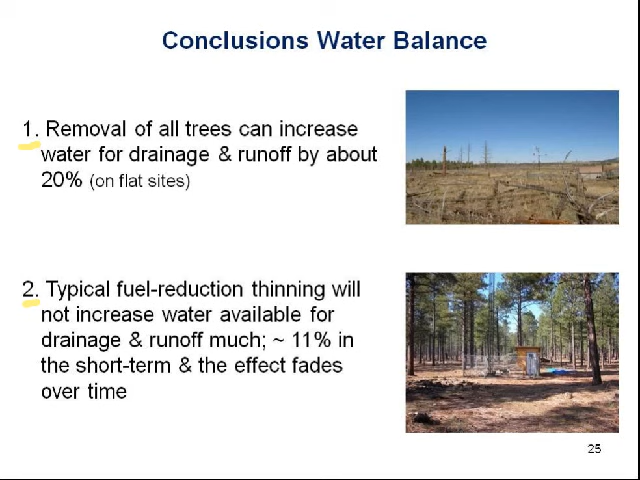 Conclusions Water Balance
1. Removal of all trees can increase
water for drainage & runoff by about
20% (on flat sites)
2. Typical fuel-reduction thinning will
not increase water available for
drainage & runoff much; ~ 11% in
the short-term & the effect fades
over time
25